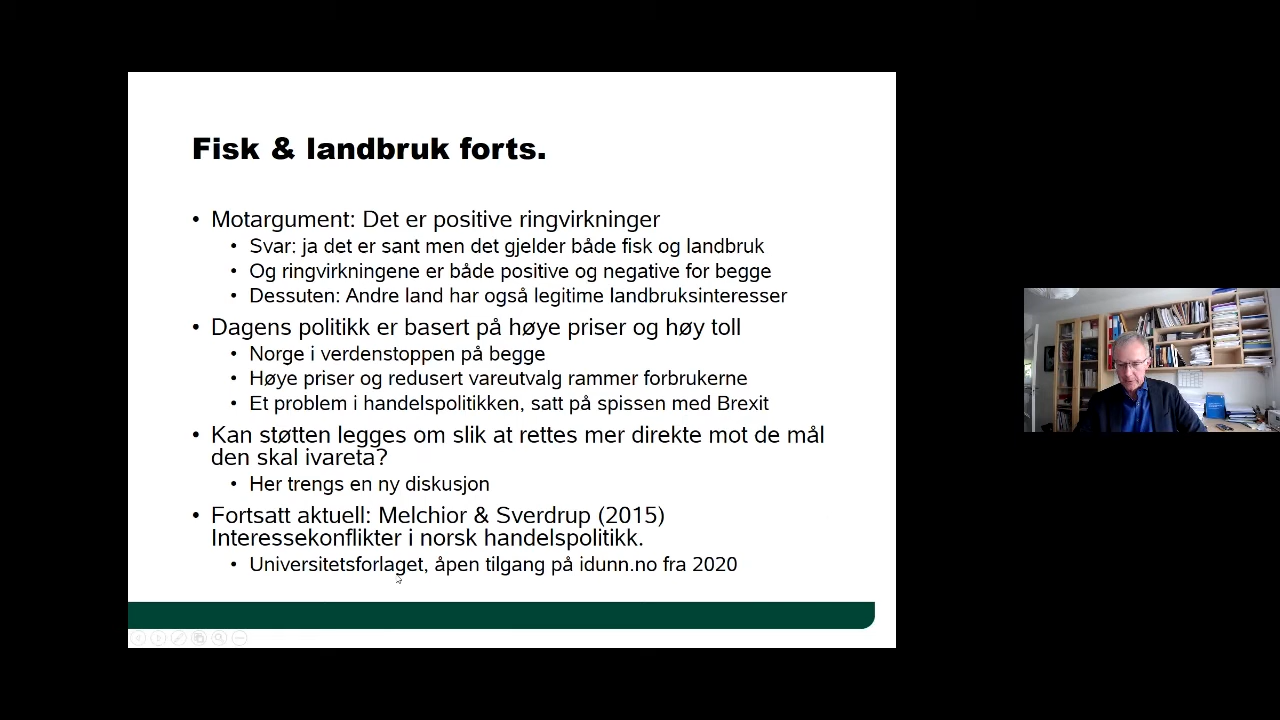 Fisk & landbruk forts.
• Motargument: Det er positive ringvirkninger
• Svar: ja det er sant men det gjelder både fisk og landbruk
• Og ringvirkningene er både positive og negative for begge
• Dessuten: Andre land har også legitime landbruksinteresser
• Dagens politikk er basert på høye priser og høy toll
• Norge i verdenstoppen på begge
• Høye priser og redusert vareutvalg rammer forbrukerne
• Et problem i handelspolitikken, satt på spissen med Brexit
• Kan støtten legges om slik at rettes mer direkte mot de mål
den skal ivareta?
• Her trengs en ny diskusjon
• Fortsatt aktuell: Melchior & Sverdrup (2015)
Interessekonflikter i norsk handelspolitikk.
• Universitetsforlaget, åpen tilgang på idunn.no fra 2020